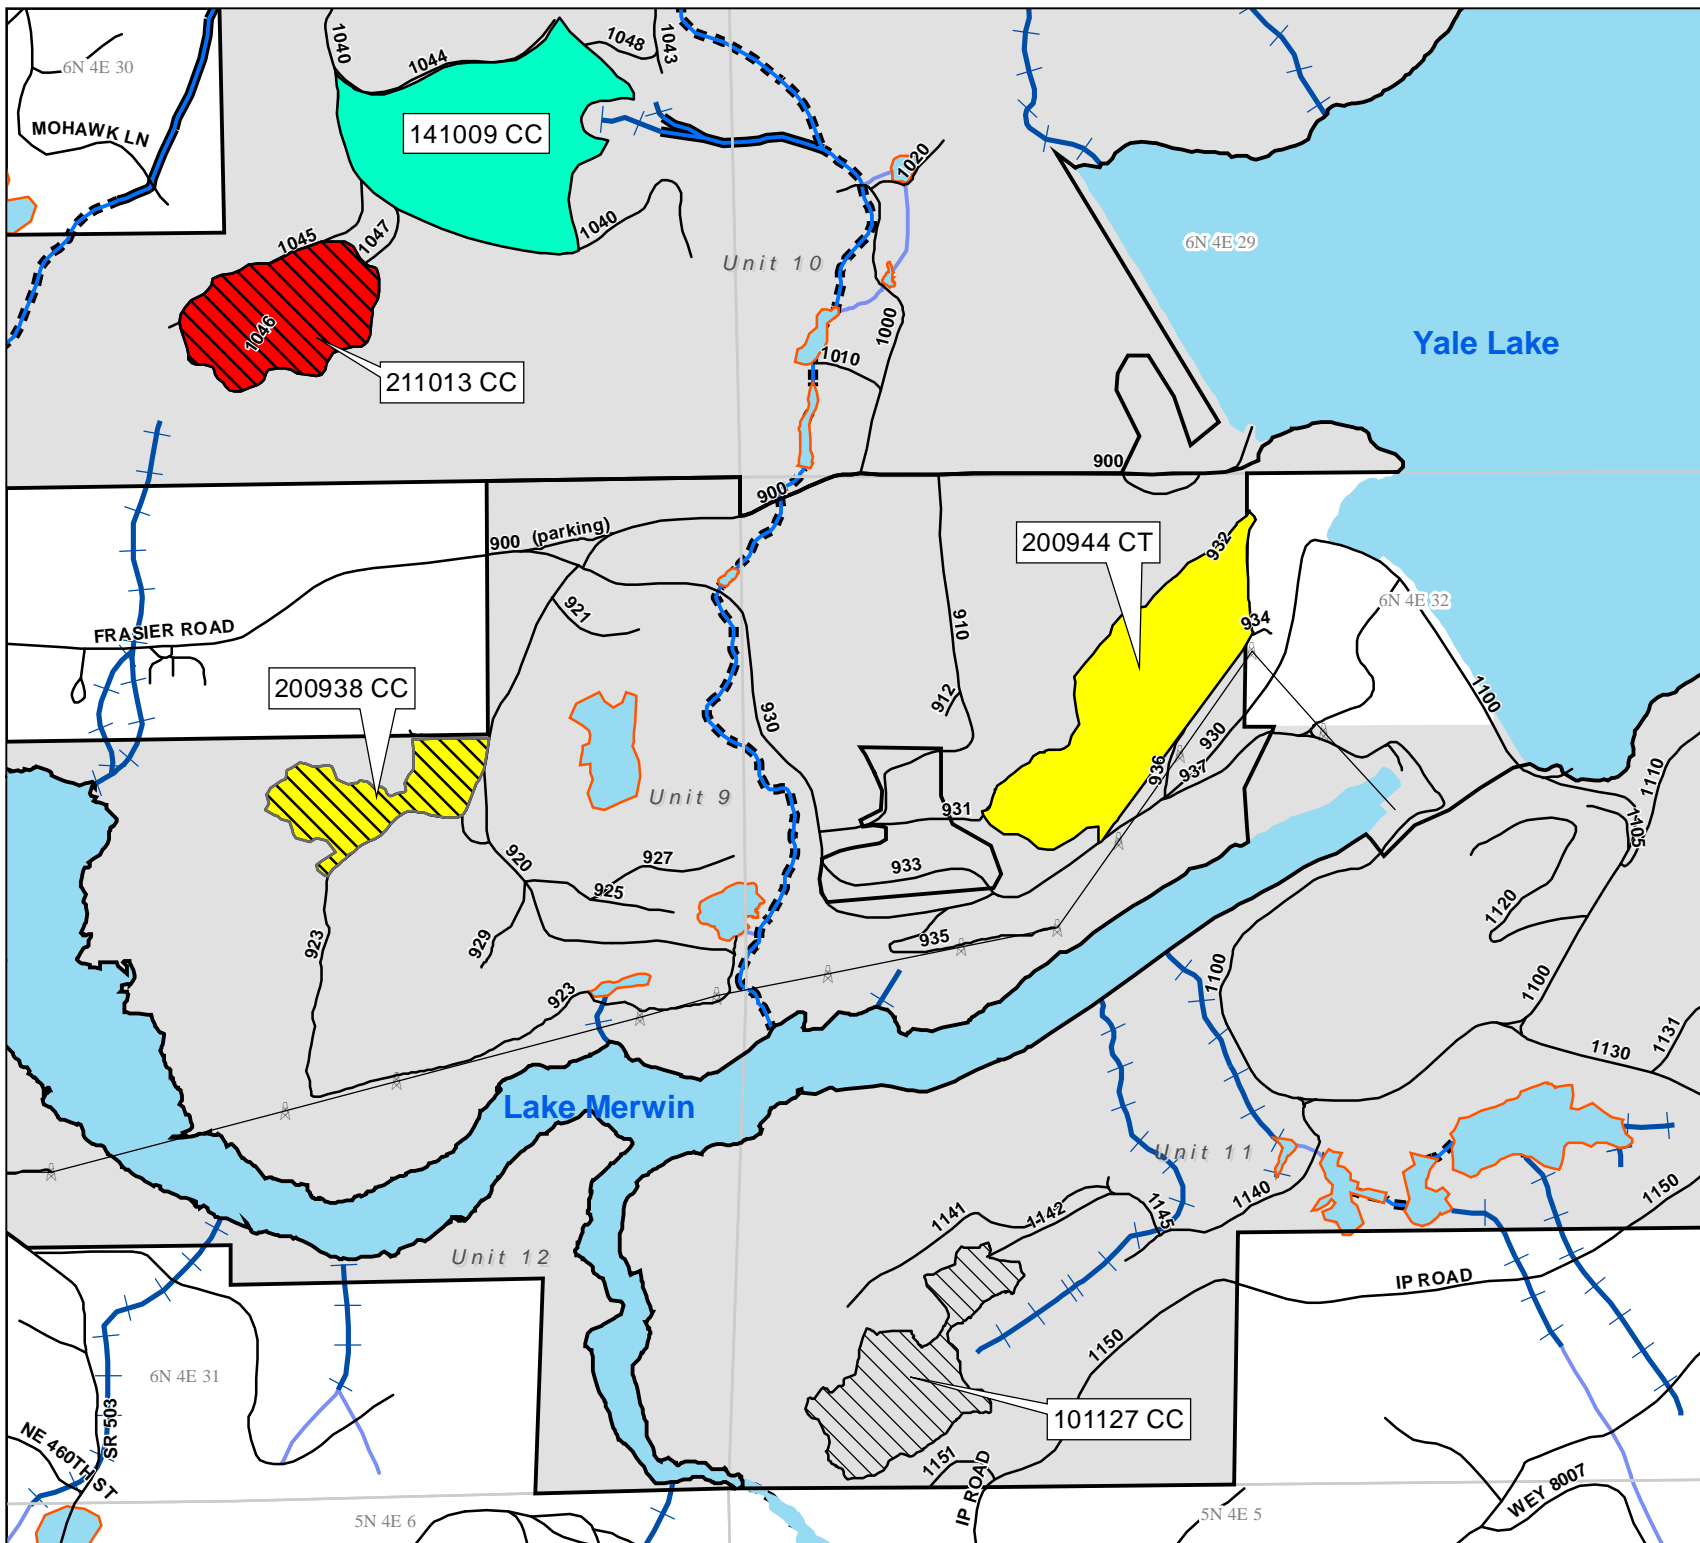 1040
1044
1048
1043
6N 4E 30
MOHAWK LN
141009 CC
1020
1045
1047
1040
Unit 10
6N 4E 29
1046
211013 CC
1010
1000
Yale Lake
900
900
900 (parking)
200944 CT
932
921
910
934
6N 4E 32
FRASIER ROAD
200938 CC
912
930
1100
930
936
937
Unit 9
931
1110
1105
920
927
933
925
1120
923
929
935
923
1100
1100
1131
1130
Lake Merwin
Unit 11
1141
1142
1145
1140
1150
Unit 12
IP ROAD
1150
6N 4E 31
SR 503
101127 CC
NE 460TH ST
1151
IP ROAD
WEY 8007
5N 4E 6
5N 4E 5